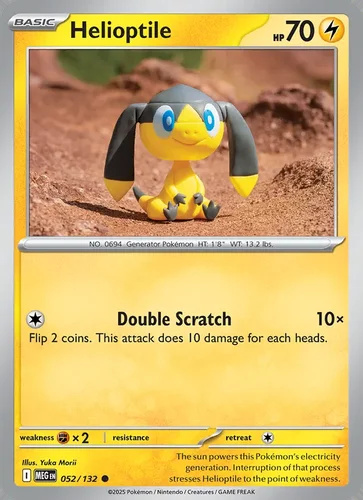 BASIC
Helioptile
HP 70
NO. 0694 Generator Pokémon HT: 1'8" WT: 13.2 lbs.
Double Scratch 10×
Flip 2 coins. This attack does 10 damage for each heads.
weakness ×2 resistance retreat
Illus. Yuka Morii
I MEG EN 052/132
The sun powers this Pokémon's electricity
generation. Interruption of that process
stresses Helioptile to the point of weakness.
©2025 Pokémon / Nintendo / Creatures / GAME FREAK